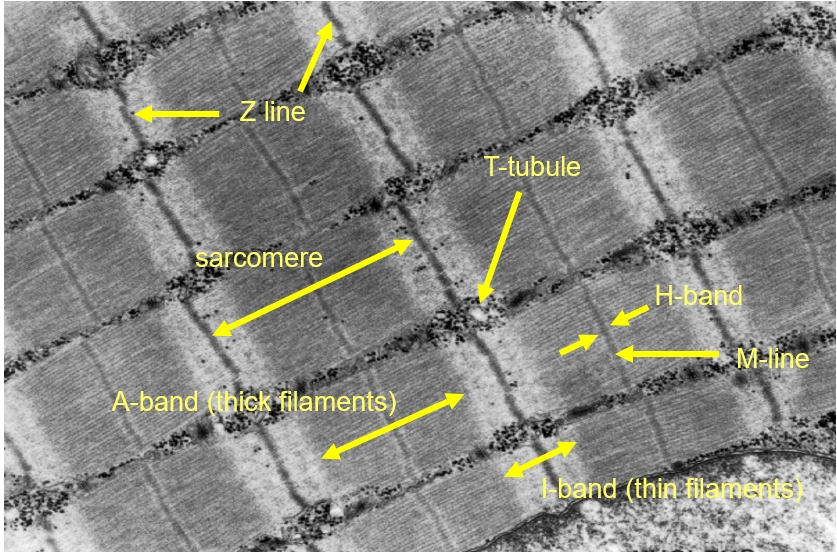 Z line
T-tubule
sarcomere
H-band
M-line
A-band (thick filaments)
I-band (thin filaments)